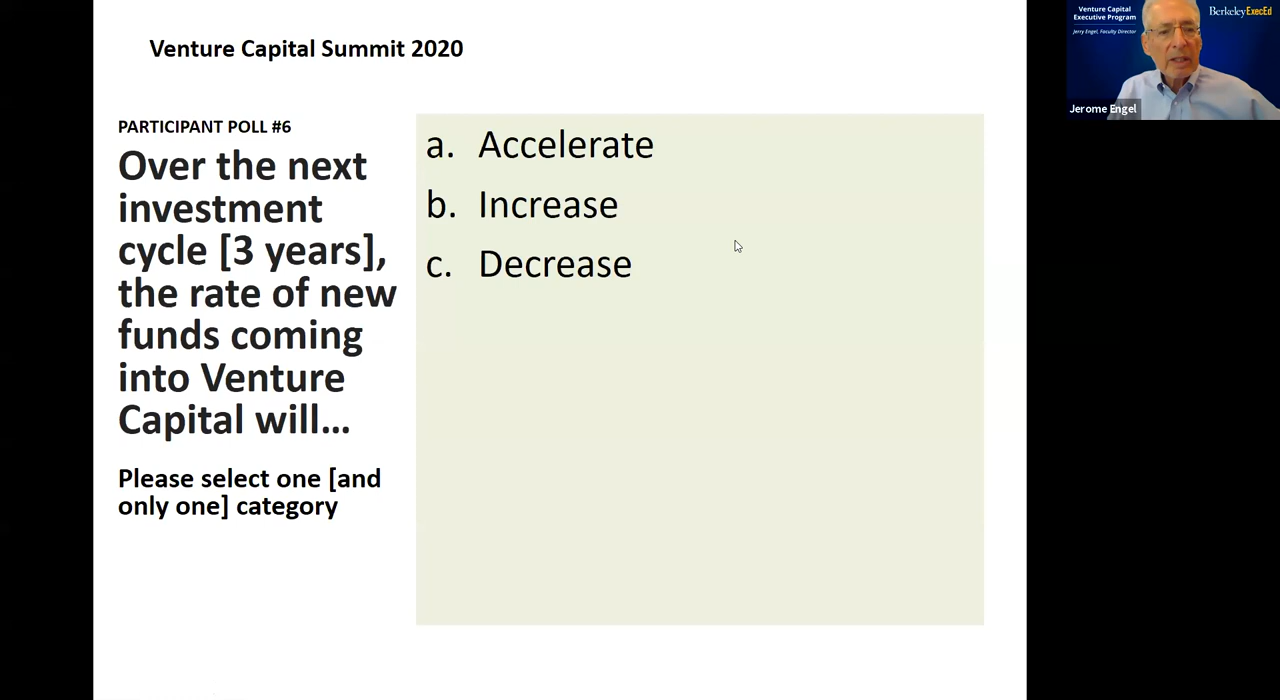 Venture Capital Summit 2020
PARTICIPANT POLL #6
Over the next
investment
cycle [3 years],
the rate of new
funds coming
into Venture
Capital will...
Please select one [and
only one] category
a. Accelerate
b. Increase
c. Decrease
Venture Capital
Executive Program
Jerry Engel, Faculty Director
BerkeleyExecEd
Jerome Engel